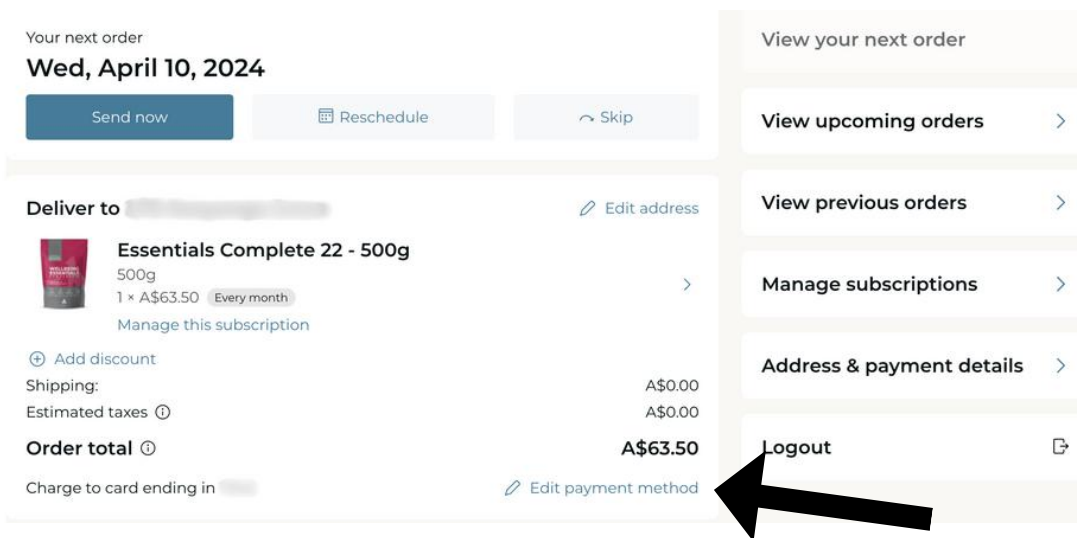 Your next order
Wed, April 10, 2024
Send now
Reschedule
Skip
Deliver to
Edit address
Essentials Complete 22 - 500g
500g
1 × A$63.50 Every month
Manage this subscription
Add discount
Shipping: A$0.00
Estimated taxes A$0.00
Order total A$63.50
Charge to card ending in
Edit payment method
View your next order
View upcoming orders
View previous orders
Manage subscriptions
Address & payment details
Logout